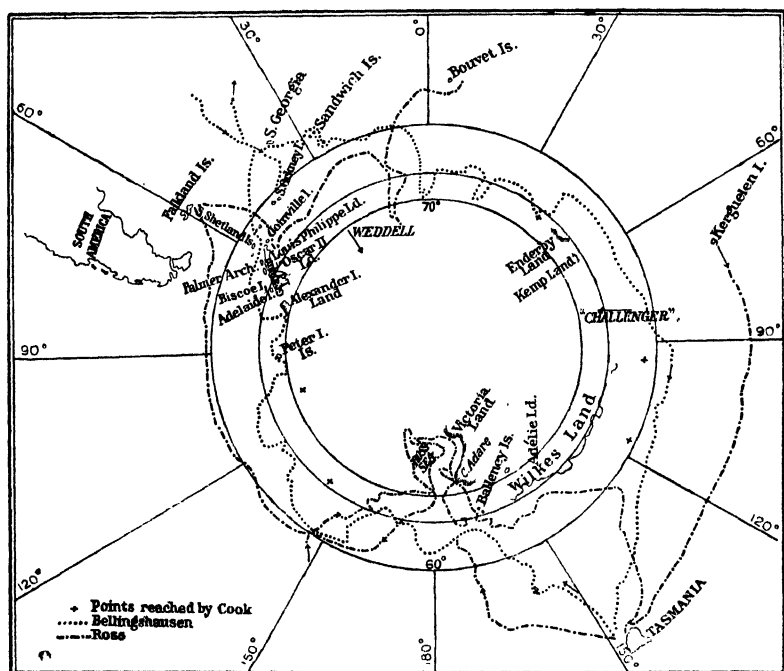 30°
0°
30°
60°
60°
Bouvet Is.
S. Georgia
Sandwich Is.
Falkland Is.
SOUTH
AMERICA
S. Shetland Is.
Joinville I.
Louis Philippe Ld.
Oscar II
Ld.
Palmer Arch.
Biscoe I.
Adelaide I.
Alexander I.
Land
Peter I.
Is.
WEDDELL
70°
Enderby
Land
Kemp Land
Kerguelen I.
"CHALLENGER"
90°
90°
Victoria
Land
C. Adare
Balleney Is.
Adélie Ld.
Wilkes Land
60°
120°
120°
TASMANIA
150°
180°
150°
+ Points reached by Cook
Bellingshausen
Ross